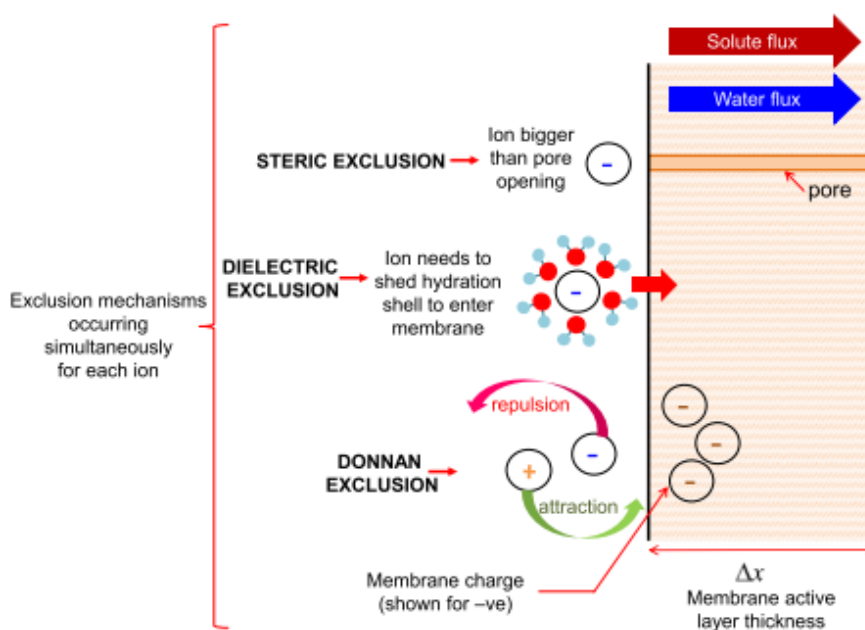 Solute flux
Water flux
STERIC EXCLUSION
Ion bigger
than pore
opening
-
pore
DIELECTRIC
EXCLUSION
Ion needs to
shed hydration
shell to enter
membrane
-
Exclusion mechanisms
occurring
simultaneously
for each ion
repulsion
DONNAN
EXCLUSION
+
-
attraction
-
-
-
Membrane charge
(shown for –ve)
Δx
Membrane active
layer thickness